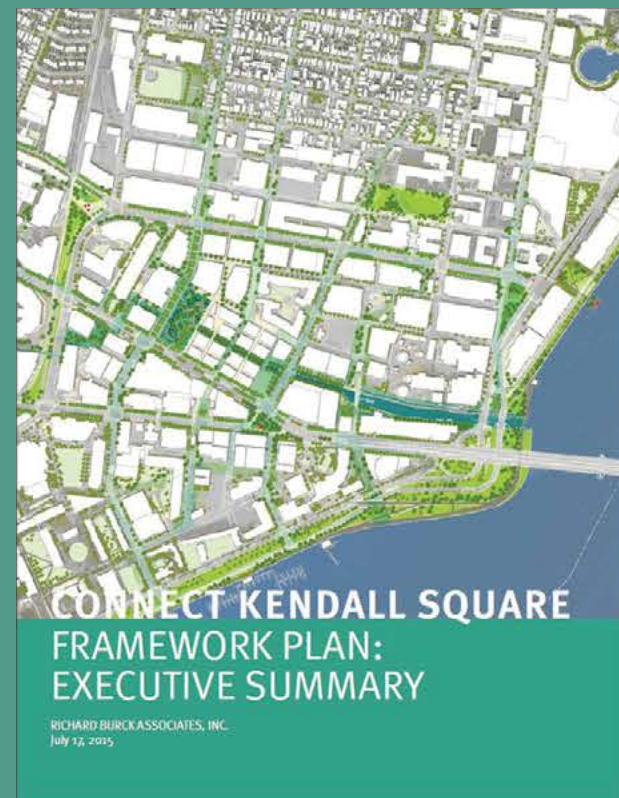 CONNECT KENDALL SQUARE
FRAMEWORK PLAN:
EXECUTIVE SUMMARY
RICHARD BURCK ASSOCIATES, INC.
July 17, 2015